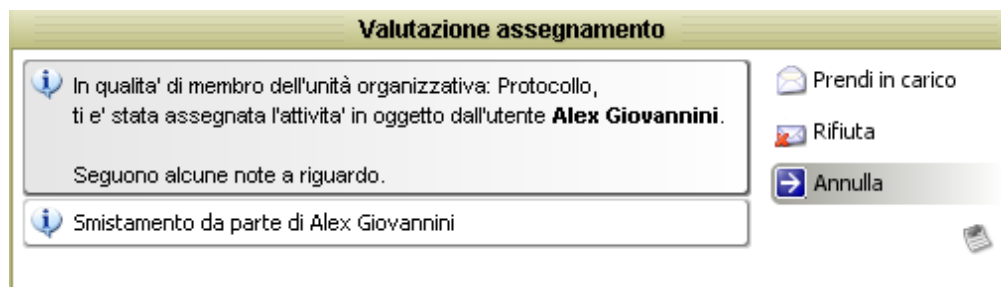 Valutazione assegnamento
In qualita' di membro dell'unità organizzativa: Protocollo,
ti e' stata assegnata l'attivita' in oggetto dall'utente Alex Giovannini.
Seguono alcune note a riguardo.
Smistamento da parte di Alex Giovannini
Prendi in carico
Rifiuta
Annulla